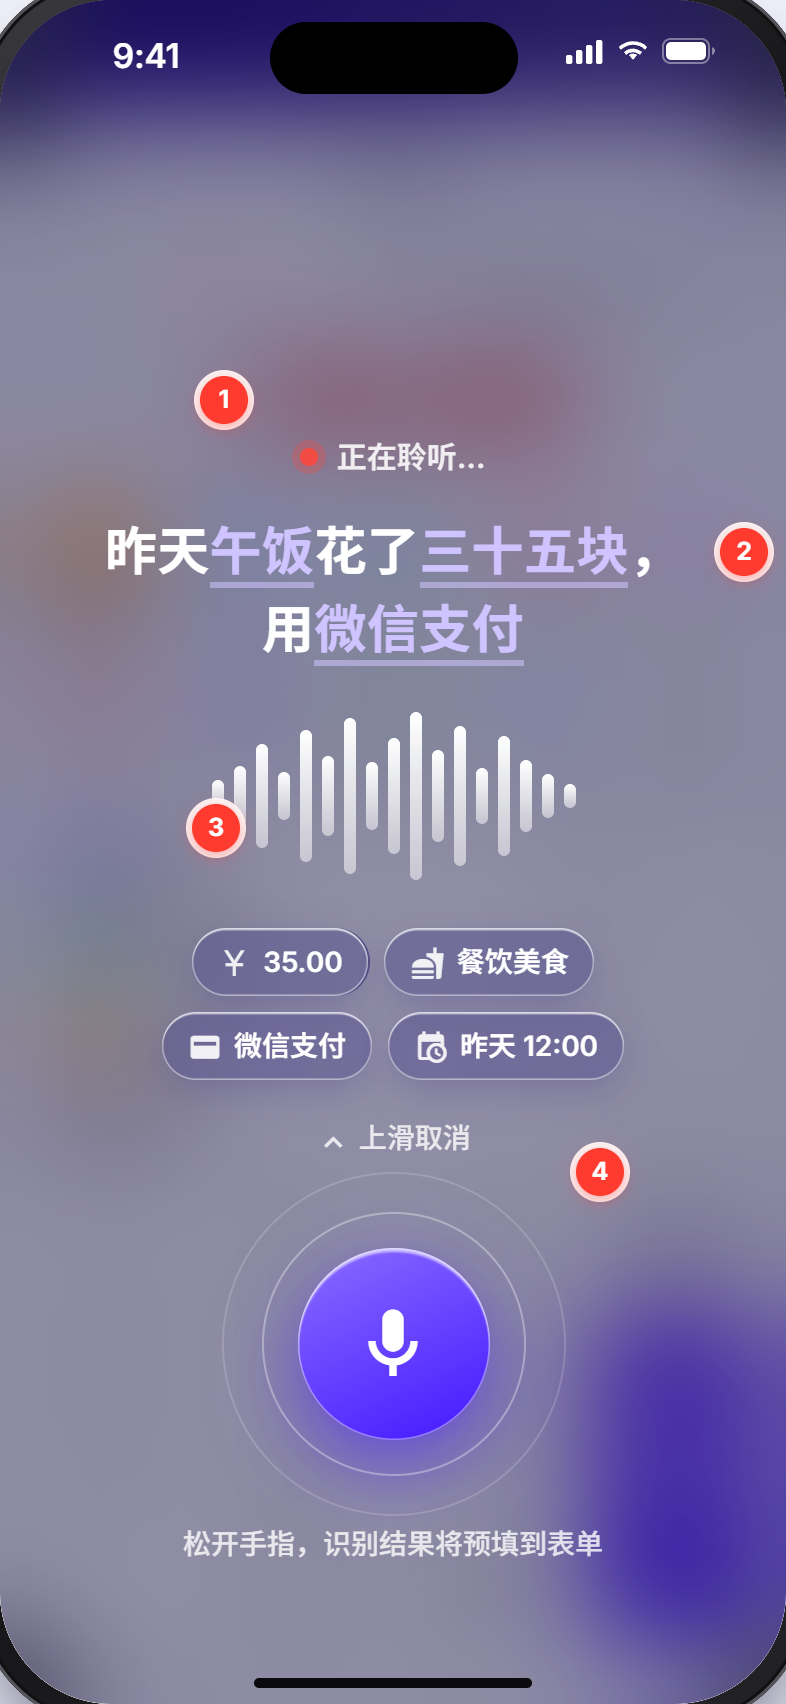 9:41
1
正在聆听...
昨天午饭花了三十五块，
2
用微信支付
3
¥ 35.00
餐饮美食
微信支付
昨天 12:00
上滑取消
4
松开手指，识别结果将预填到表单